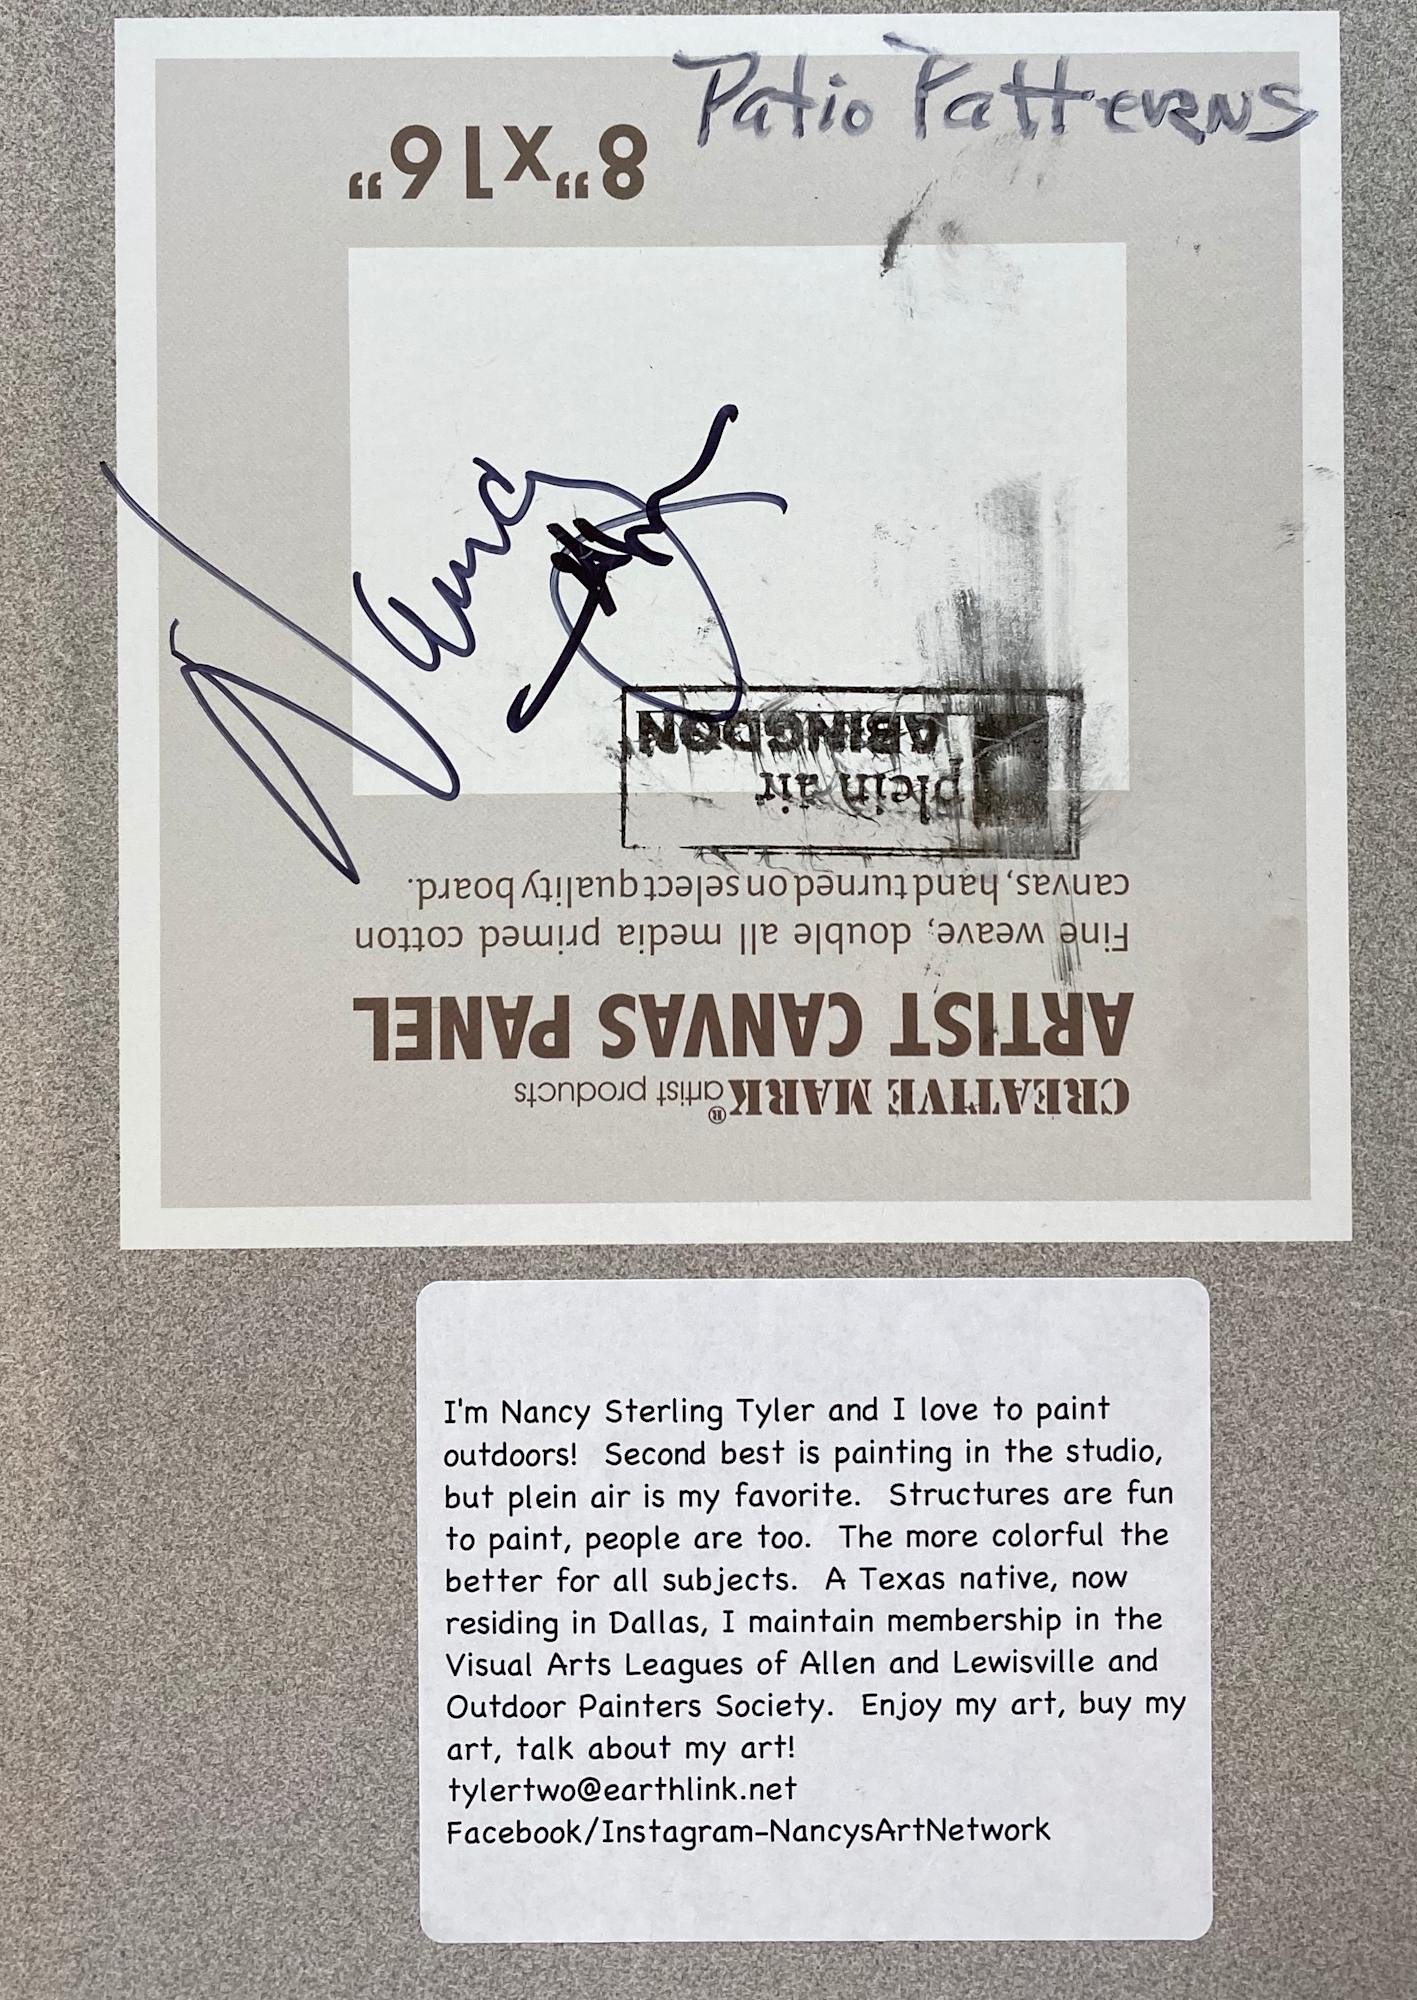 Patio Patterns
8"x16"
Nancy
plein air
ABINGDON
Fine weave, double all media primed cotton
canvas, hand turned on select quality board.
ARTIST CANVAS PANEL
CREATIVE MARK® artist products
I'm Nancy Sterling Tyler and I love to paint
outdoors!  Second best is painting in the studio,
but plein air is my favorite.  Structures are fun
to paint, people are too.  The more colorful the
better for all subjects.  A Texas native, now
residing in Dallas, I maintain membership in the
Visual Arts Leagues of Allen and Lewisville and
Outdoor Painters Society.  Enjoy my art, buy my
art, talk about my art!
tylertwo@earthlink.net
Facebook/Instagram-NancysArtNetwork